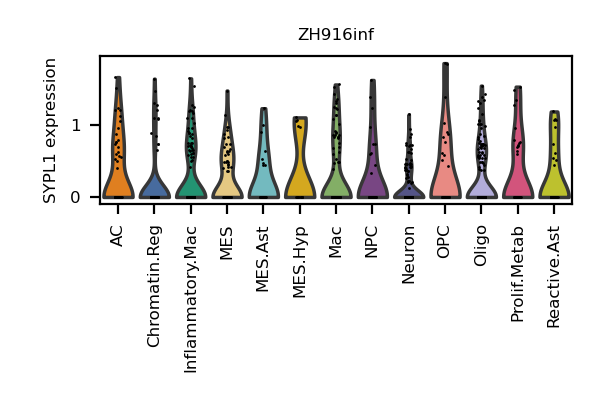 ZH916inf
SYPL1 expression
1
0
AC
Chromatin.Reg
Inflammatory.Mac
MES
MES.Ast
MES.Hyp
Mac
NPC
Neuron
OPC
Oligo
Prolif.Metab
Reactive.Ast